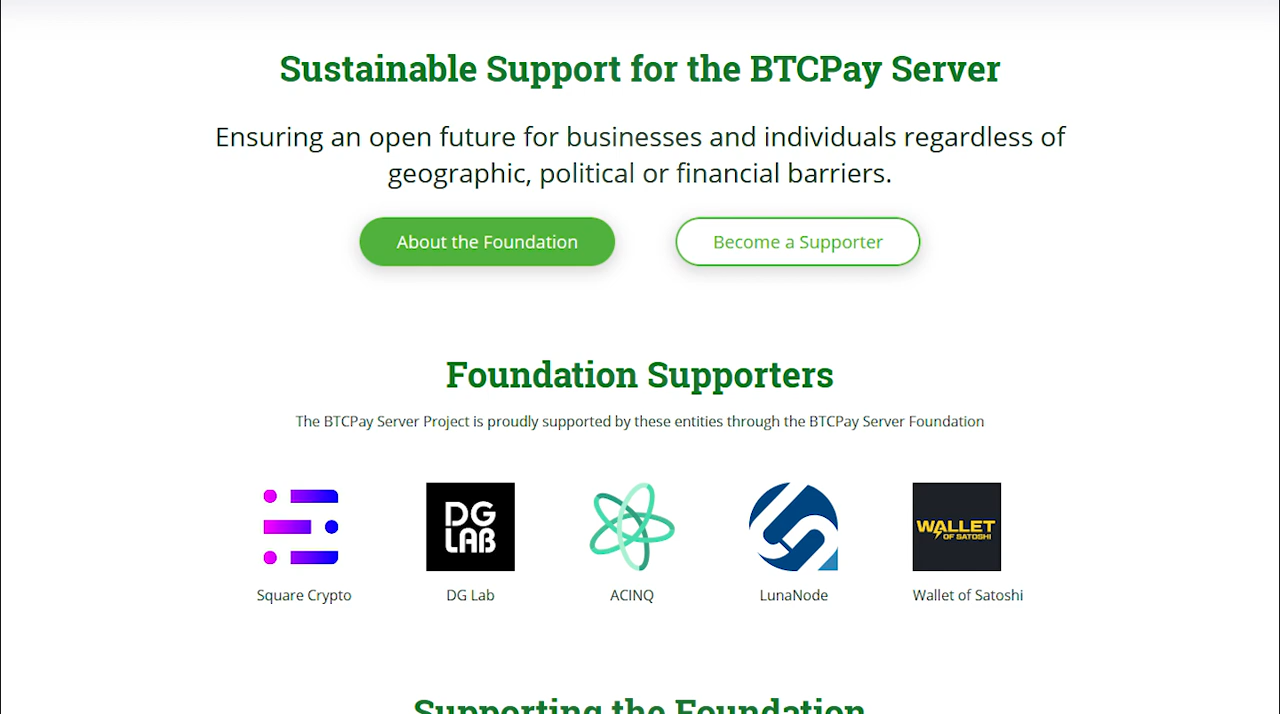 Sustainable Support for the BTCPay Server
Ensuring an open future for businesses and individuals regardless of
geographic, political or financial barriers.
About the Foundation
Become a Supporter
Foundation Supporters
The BTCPay Server Project is proudly supported by these entities through the BTCPay Server Foundation
DG
LAB
WALLET
OF SATOSHI
Square Crypto
DG Lab
ACINQ
LunaNode
Wallet of Satoshi
Supporting the Foundation